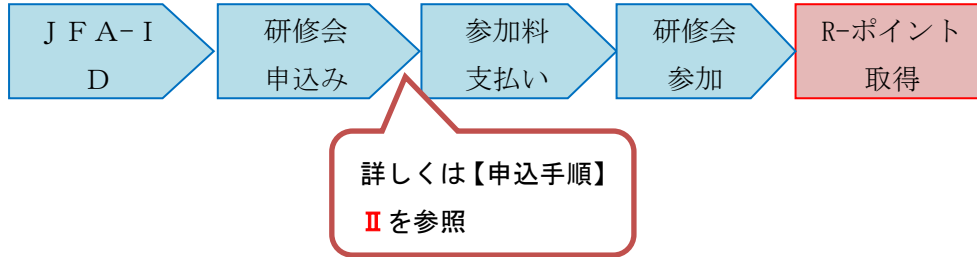 ＪＦＡ-Ｉ
Ｄ
研修会
申込み
参加料
支払い
研修会
参加
R-ポイント
取得
詳しくは【申込手順】
Ⅱを参照